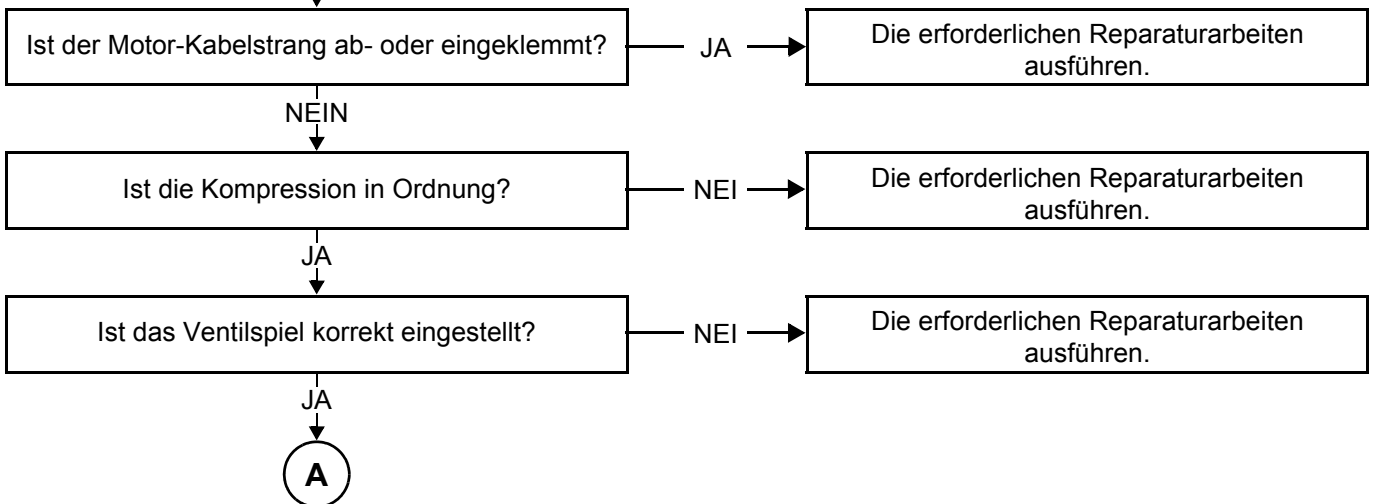 Ist der Motor-Kabelstrang ab- oder eingeklemmt?
JA
Die erforderlichen Reparaturarbeiten
ausführen.
NEIN
Ist die Kompression in Ordnung?
NEI
Die erforderlichen Reparaturarbeiten
ausführen.
JA
Ist das Ventilspiel korrekt eingestellt?
NEI
Die erforderlichen Reparaturarbeiten
ausführen.
JA
A